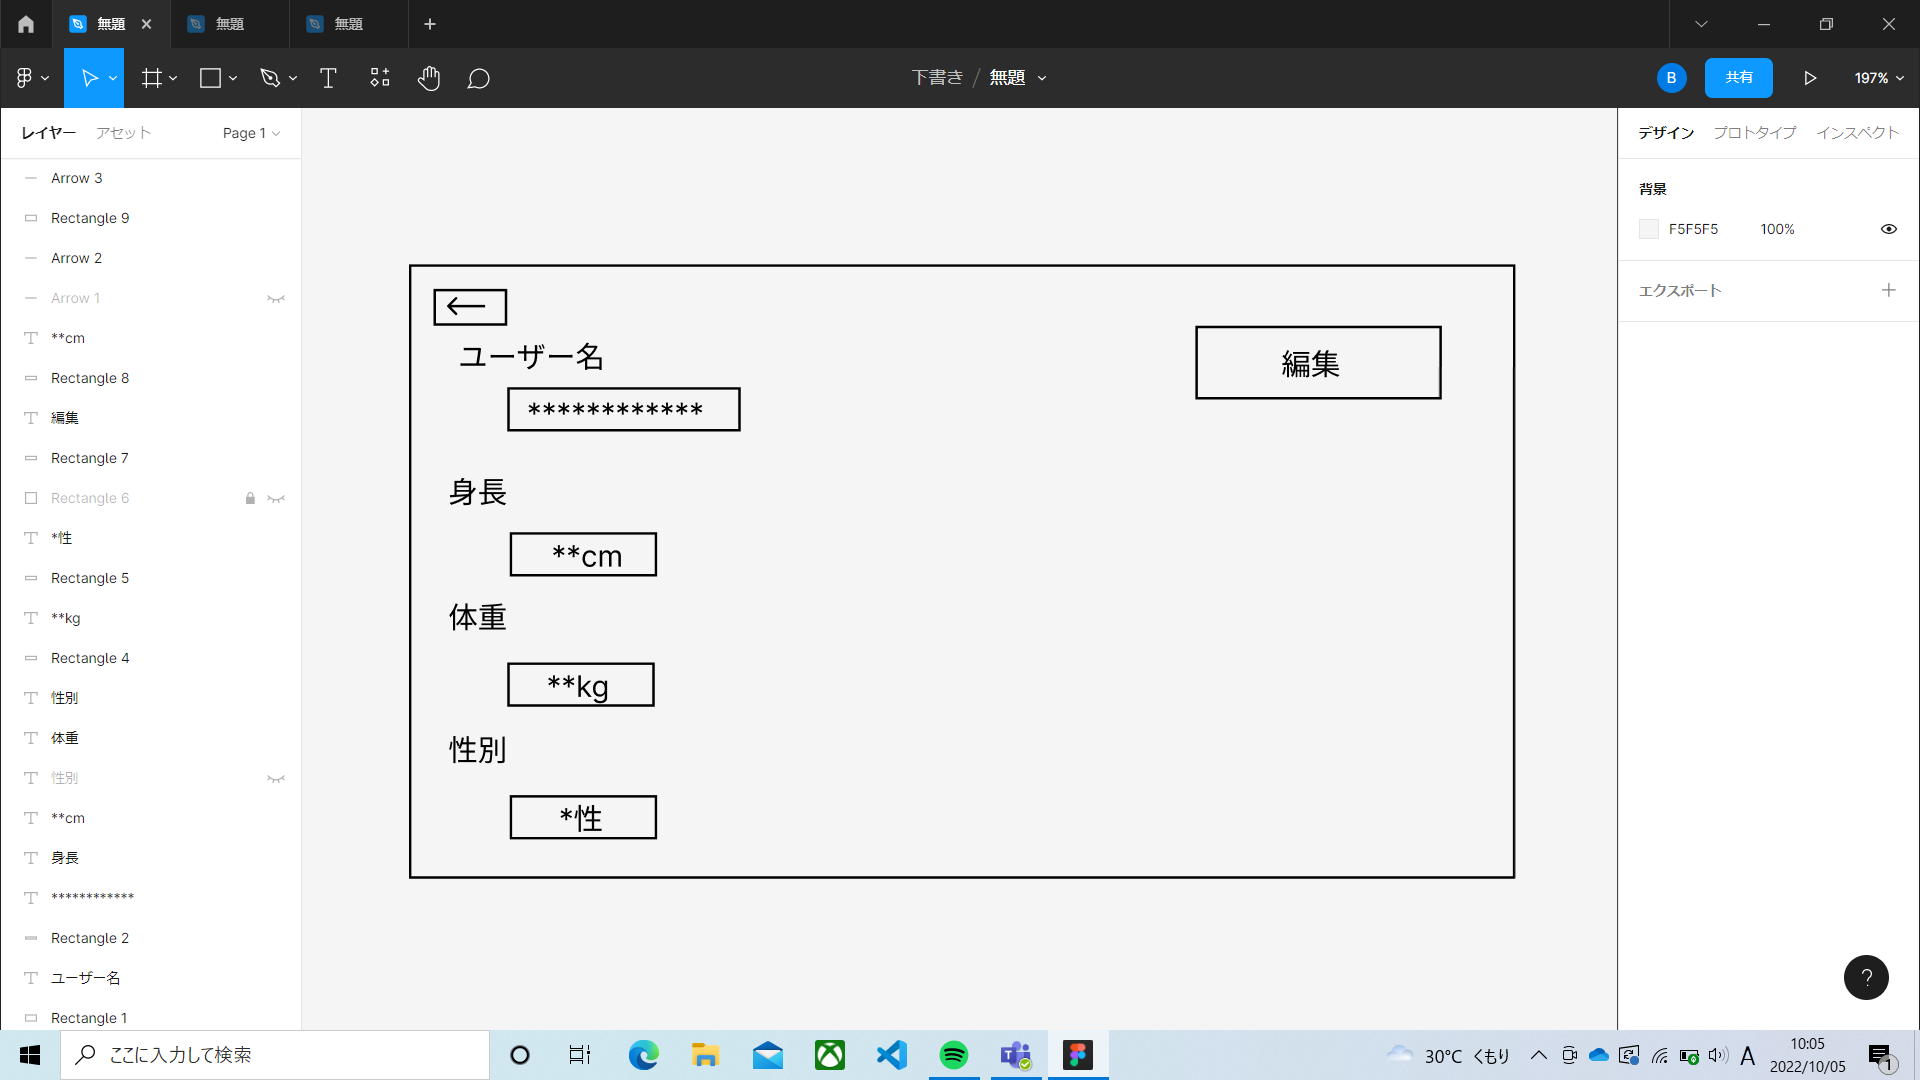 無題
無題
無題
下書き / 無題
B
共有
197%
レイヤー
アセット
Page 1
Arrow 3
Rectangle 9
Arrow 2
Arrow 1
**cm
Rectangle 8
編集
Rectangle 7
Rectangle 6
*性
Rectangle 5
**kg
Rectangle 4
性別
体重
性別
**cm
身長
************
Rectangle 2
ユーザー名
Rectangle 1
ユーザー名
************
編集
身長
**cm
体重
**kg
性別
*性
デザイン
プロトタイプ
インスペクト
背景
F5F5F5
100%
エクスポート
?
ここに入力して検索
30°C くもり
A
10:05
2022/10/05
1